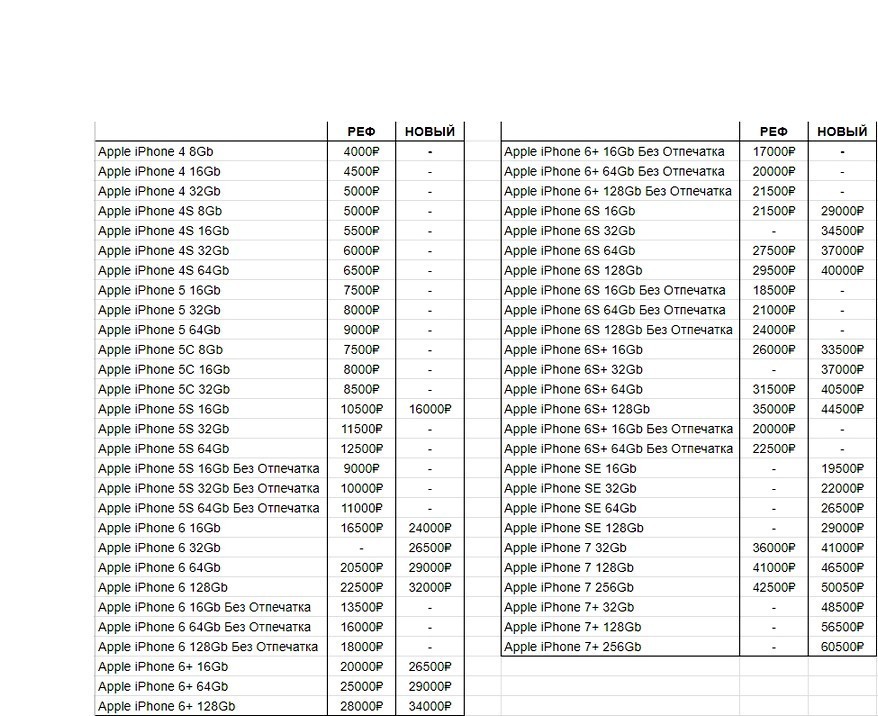 РЕФ НОВЫЙ
Apple iPhone 4 8Gb 4000₽ -
Apple iPhone 4 16Gb 4500₽ -
Apple iPhone 4 32Gb 5000₽ -
Apple iPhone 4S 8Gb 5000₽ -
Apple iPhone 4S 16Gb 5500₽ -
Apple iPhone 4S 32Gb 6000₽ -
Apple iPhone 4S 64Gb 6500₽ -
Apple iPhone 5 16Gb 7500₽ -
Apple iPhone 5 32Gb 8000₽ -
Apple iPhone 5 64Gb 9000₽ -
Apple iPhone 5C 8Gb 7500₽ -
Apple iPhone 5C 16Gb 8000₽ -
Apple iPhone 5C 32Gb 8500₽ -
Apple iPhone 5S 16Gb 10500₽ 16000₽
Apple iPhone 5S 32Gb 11500₽ -
Apple iPhone 5S 64Gb 12500₽ -
Apple iPhone 5S 16Gb Без Отпечатка 9000₽ -
Apple iPhone 5S 32Gb Без Отпечатка 10000₽ -
Apple iPhone 5S 64Gb Без Отпечатка 11000₽ -
Apple iPhone 6 16Gb 16500₽ 24000₽
Apple iPhone 6 32Gb - 26500₽
Apple iPhone 6 64Gb 20500₽ 29000₽
Apple iPhone 6 128Gb 22500₽ 32000₽
Apple iPhone 6 16Gb Без Отпечатка 13500₽ -
Apple iPhone 6 64Gb Без Отпечатка 16000₽ -
Apple iPhone 6 128Gb Без Отпечатка 18000₽ -
Apple iPhone 6+ 16Gb 20000₽ 26500₽
Apple iPhone 6+ 64Gb 25000₽ 29000₽
Apple iPhone 6+ 128Gb 28000₽ 34000₽
РЕФ НОВЫЙ
Apple iPhone 6+ 16Gb Без Отпечатка 17000₽ -
Apple iPhone 6+ 64Gb Без Отпечатка 20000₽ -
Apple iPhone 6+ 128Gb Без Отпечатка 21500₽ -
Apple iPhone 6S 16Gb 21500₽ 29000₽
Apple iPhone 6S 32Gb - 34500₽
Apple iPhone 6S 64Gb 27500₽ 37000₽
Apple iPhone 6S 128Gb 29500₽ 40000₽
Apple iPhone 6S 16Gb Без Отпечатка 18500₽ -
Apple iPhone 6S 64Gb Без Отпечатка 21000₽ -
Apple iPhone 6S 128Gb Без Отпечатка 24000₽ -
Apple iPhone 6S+ 16Gb 26000₽ 33500₽
Apple iPhone 6S+ 32Gb - 37000₽
Apple iPhone 6S+ 64Gb 31500₽ 40500₽
Apple iPhone 6S+ 128Gb 35000₽ 44500₽
Apple iPhone 6S+ 16Gb Без Отпечатка 20000₽ -
Apple iPhone 6S+ 64Gb Без Отпечатка 22500₽ -
Apple iPhone SE 16Gb - 19500₽
Apple iPhone SE 32Gb - 22000₽
Apple iPhone SE 64Gb - 26500₽
Apple iPhone SE 128Gb - 29000₽
Apple iPhone 7 32Gb 36000₽ 41000₽
Apple iPhone 7 128Gb 41000₽ 46500₽
Apple iPhone 7 256Gb 42500₽ 50050₽
Apple iPhone 7+ 32Gb - 48500₽
Apple iPhone 7+ 128Gb - 56500₽
Apple iPhone 7+ 256Gb - 60500₽